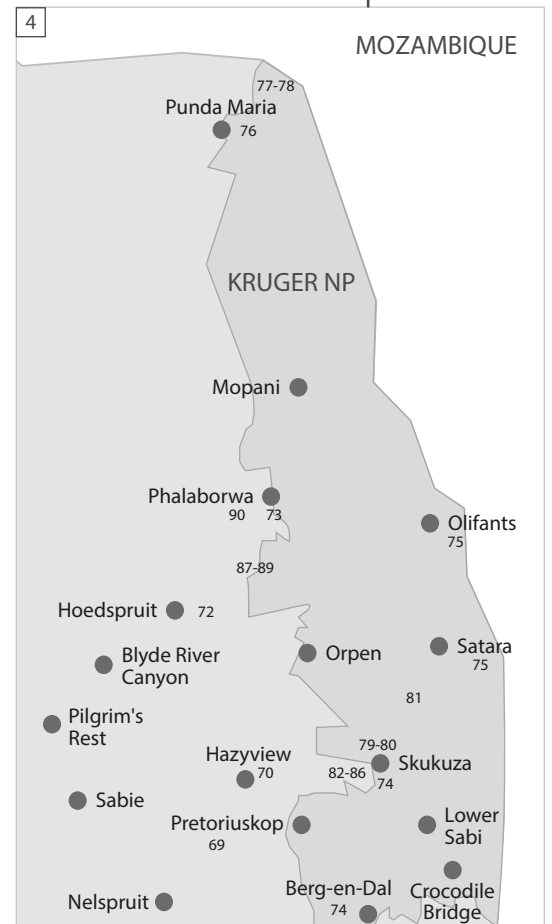 4
MOZAMBIQUE
77-78
Punda Maria
76
KRUGER NP
Mopani
Phalaborwa
90 73
Olifants
75
87-89
Hoedspruit 72
Blyde River
Canyon
Orpen
Satara
75
81
Pilgrim's
Rest
79-80
Hazyview
70
82-86
Skukuza
74
Sabie
Pretoriuskop
69
Lower
Sabi
Berg-en-Dal
74
Crocodile
Bridge
Nelspruit